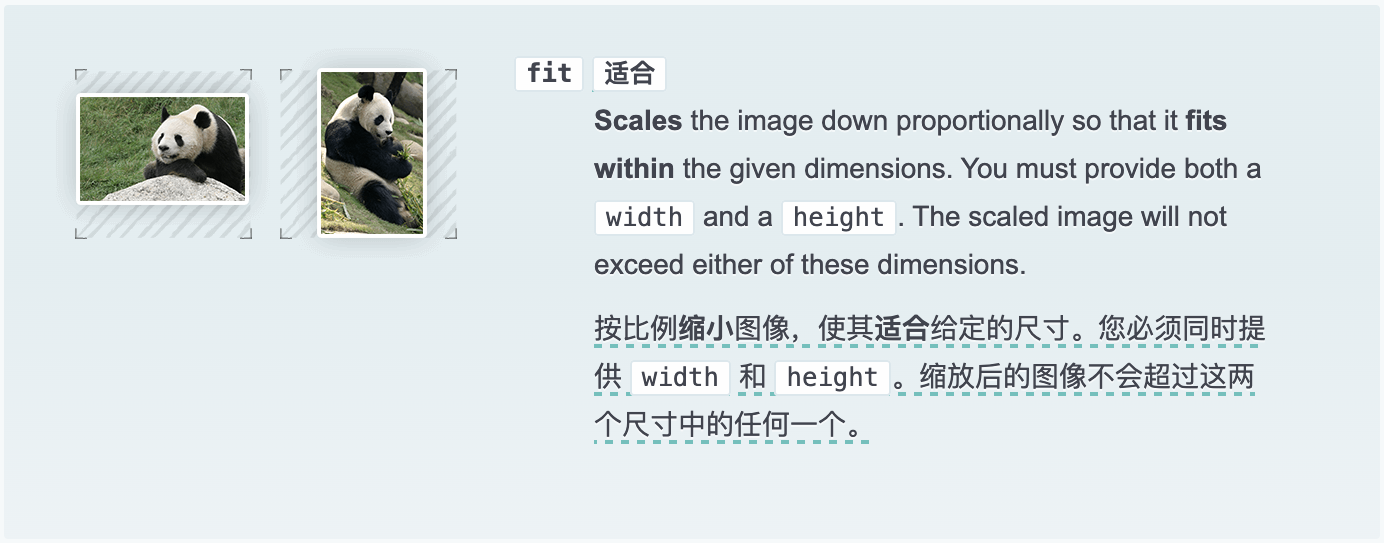 fit 适合
Scales the image down proportionally so that it fits
within the given dimensions. You must provide both a
width and a height. The scaled image will not
exceed either of these dimensions.
按比例缩小图像，使其适合给定的尺寸。您必须同时提
供 width 和 height 。缩放后的图像不会超过这两
个尺寸中的任何一个。